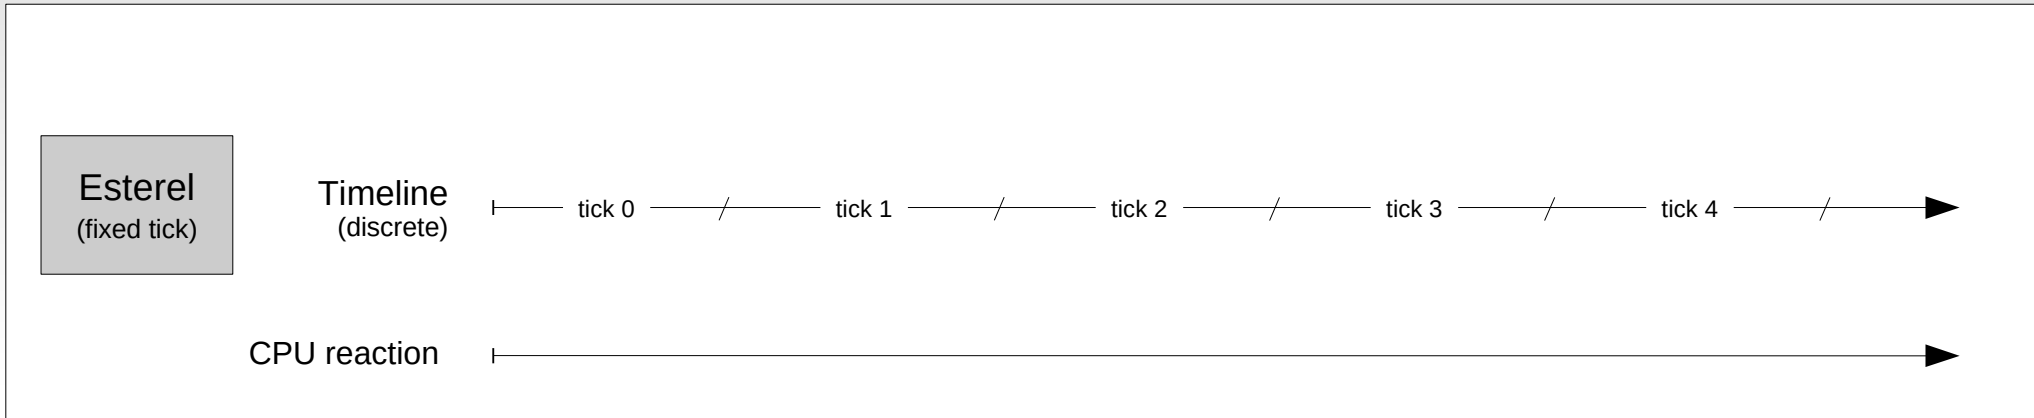 Esterel
(fixed tick)
Timeline
(discrete)
tick 0
tick 1
tick 2
tick 3
tick 4
CPU reaction